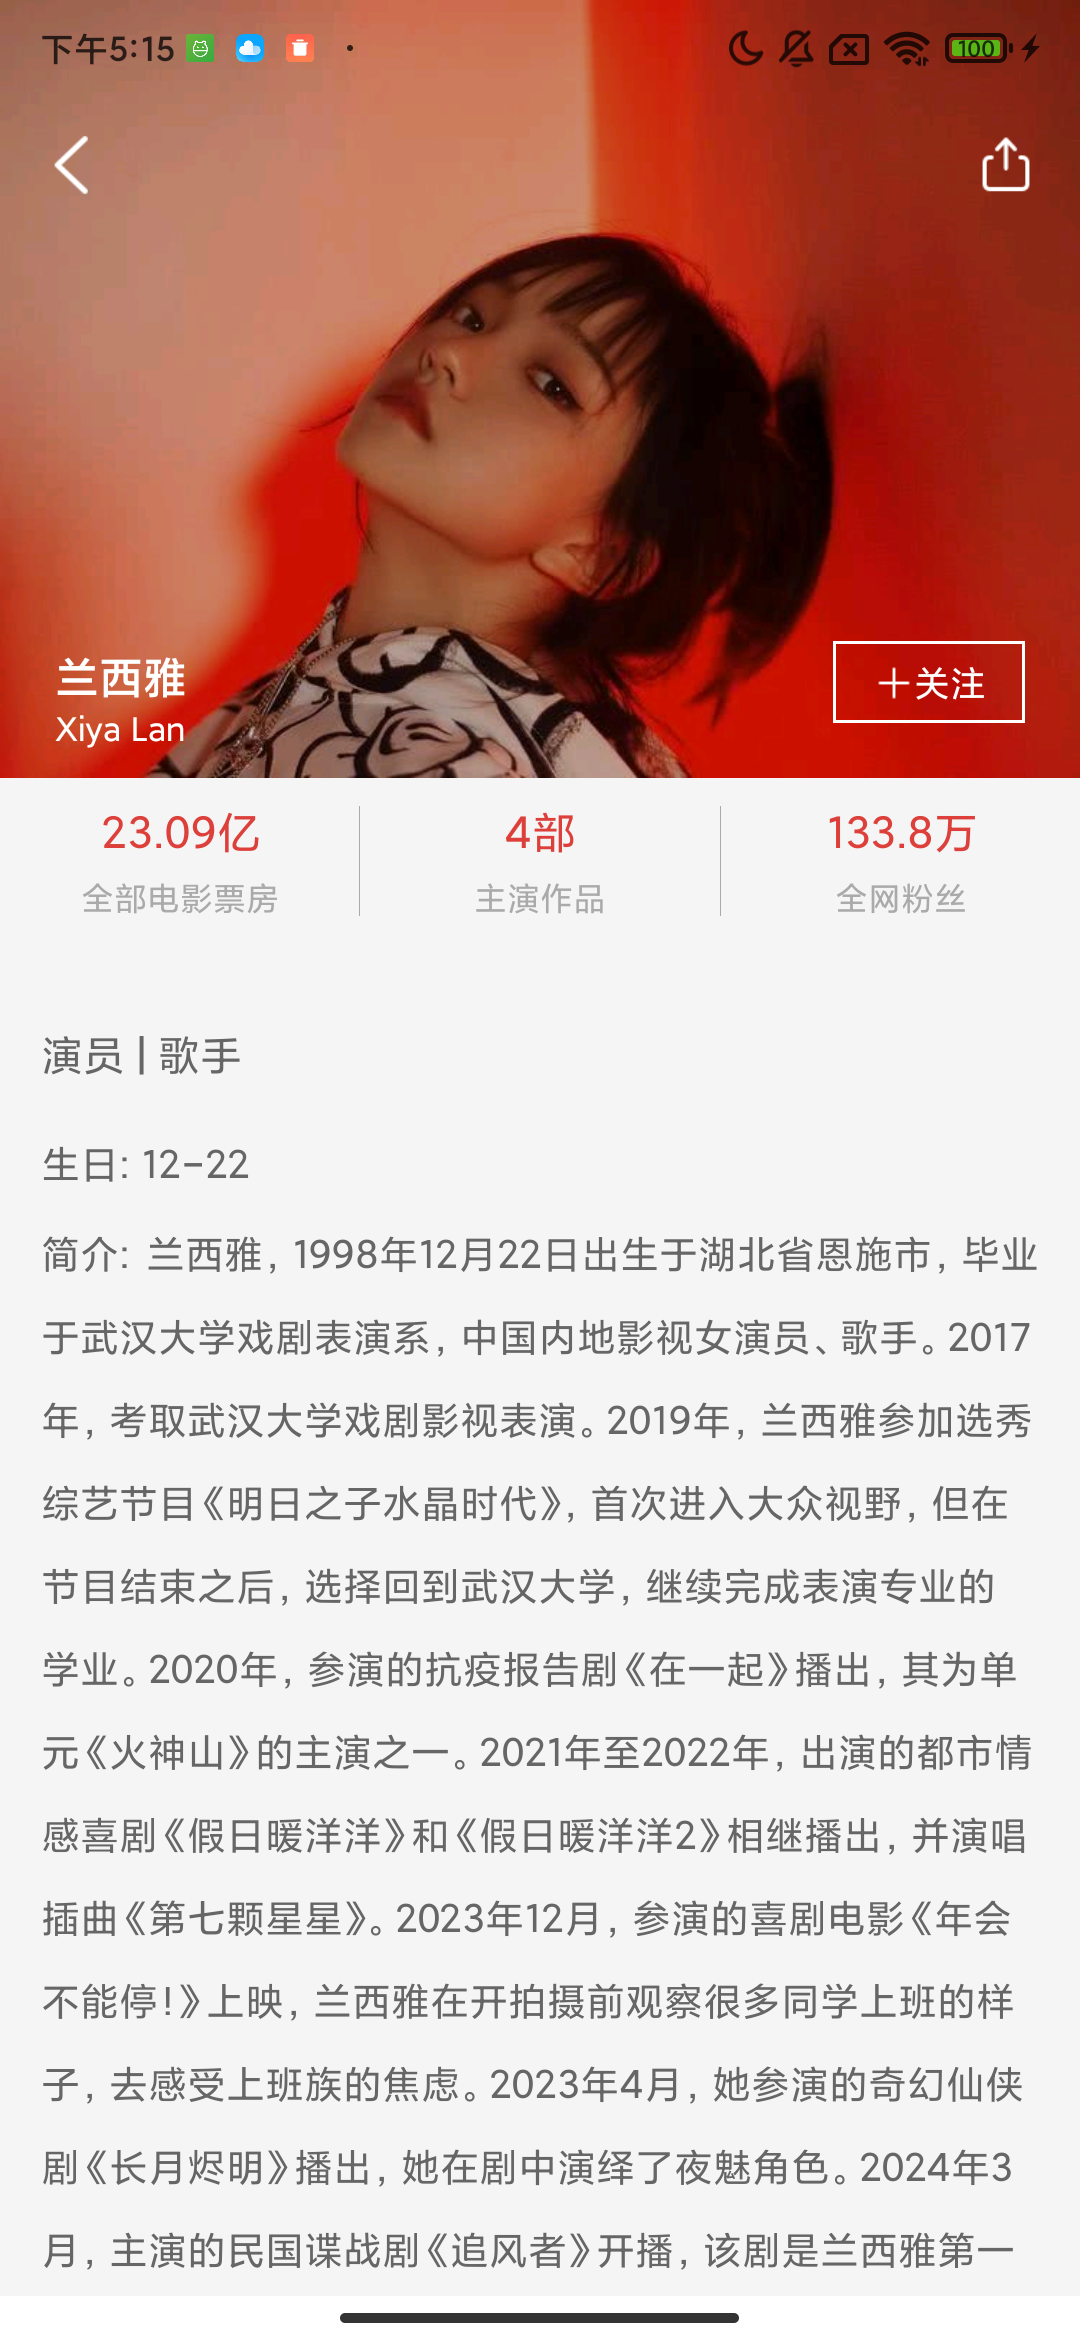 下午5:15
100
兰西雅
Xiya Lan
＋关注
23.09亿
4部
133.8万
全部电影票房
主演作品
全网粉丝
演员 | 歌手
生日: 12-22
简介: 兰西雅, 1998年12月22日出生于湖北省恩施市, 毕业
于武汉大学戏剧表演系, 中国内地影视女演员、歌手。2017
年, 考取武汉大学戏剧影视表演。2019年, 兰西雅参加选秀
综艺节目《明日之子水晶时代》, 首次进入大众视野, 但在
节目结束之后, 选择回到武汉大学, 继续完成表演专业的
学业。2020年, 参演的抗疫报告剧《在一起》播出, 其为单
元《火神山》的主演之一。2021年至2022年, 出演的都市情
感喜剧《假日暖洋洋》和《假日暖洋洋2》相继播出, 并演唱
插曲《第七颗星星》。2023年12月, 参演的喜剧电影《年会
不能停!》上映, 兰西雅在开拍摄前观察很多同学上班的样
子, 去感受上班族的焦虑。2023年4月, 她参演的奇幻仙侠
剧《长月烬明》播出, 她在剧中演绎了夜魅角色。2024年3
月, 主演的民国谍战剧《追风者》开播, 该剧是兰西雅第一